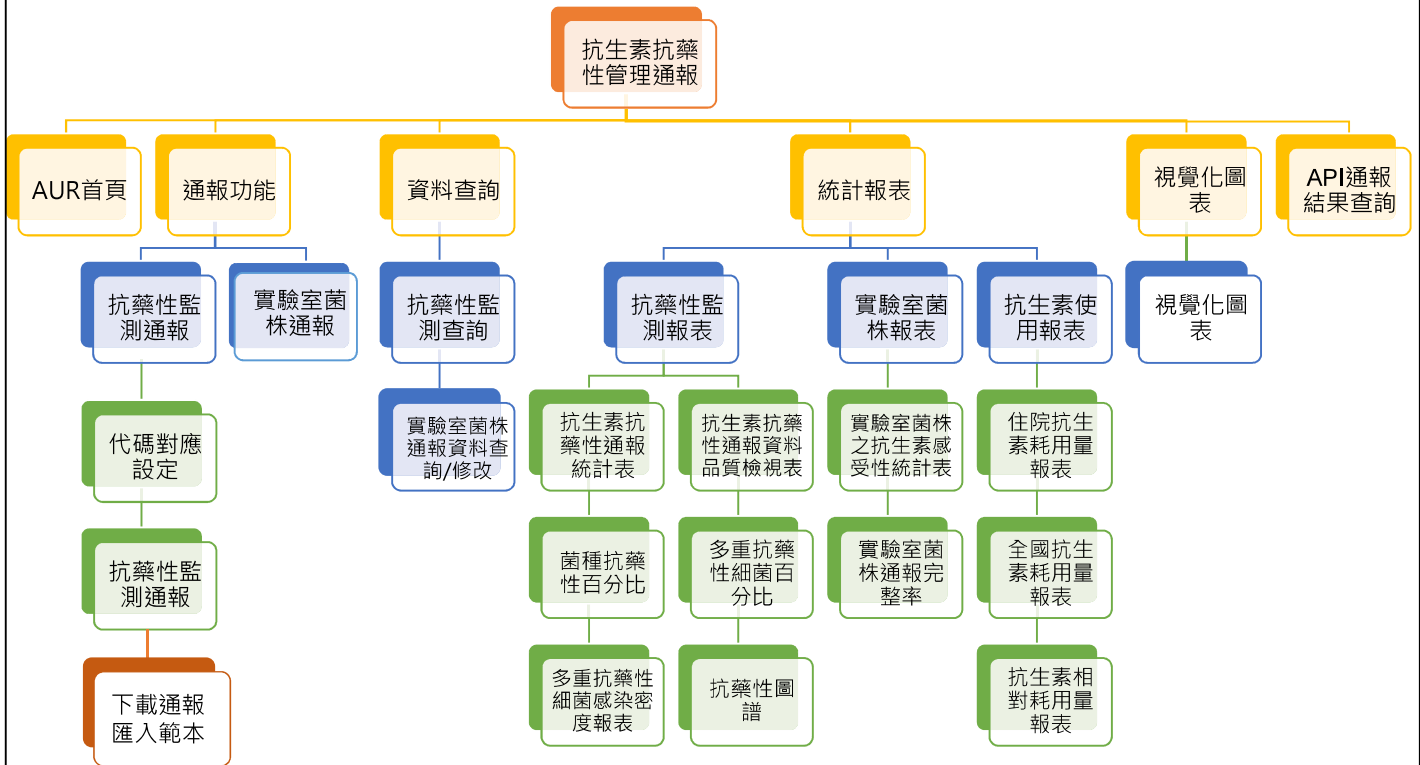 抗生素抗藥
性管理通報
AUR首頁
通報功能
資料查詢
統計報表
視覺化圖
表
API通報
結果查詢
抗藥性監
測通報
實驗室菌
株通報
抗藥性監
測查詢
抗藥性監
測報表
實驗室菌
株報表
抗生素使
用報表
視覺化圖
表
代碼對應
設定
實驗室菌株
通報資料查
詢/修改
抗生素抗
藥性通報
統計表
抗生素抗藥
性通報資料
品質檢視表
實驗室菌株
之抗生素感
受性統計表
住院抗生
素耗用量
報表
抗藥性監
測通報
菌種抗藥
性百分比
多重抗藥
性細菌百
分比
實驗室菌
株通報完
整率
全國抗生
素耗用量
報表
下載通報
匯入範本
多重抗藥性
細菌感染密
度報表
抗藥性圖
譜
抗生素相
對耗用量
報表